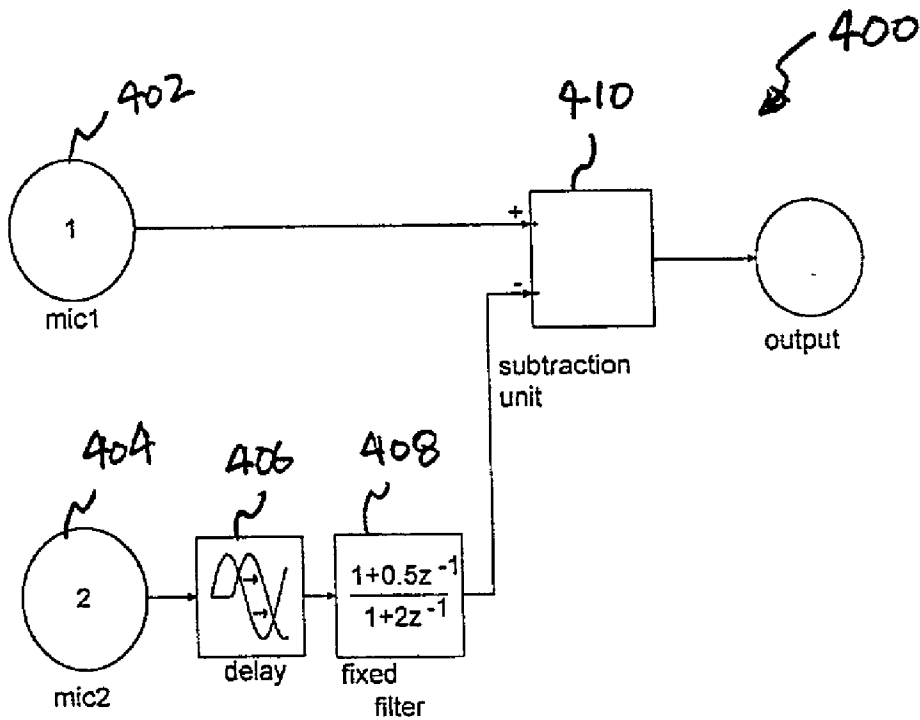 400
402
410
1
+
-
mic1
output
subtraction
unit
404
406
408
2
1+0.5z⁻¹
1+2z⁻¹
delay
fixed
filter
mic2